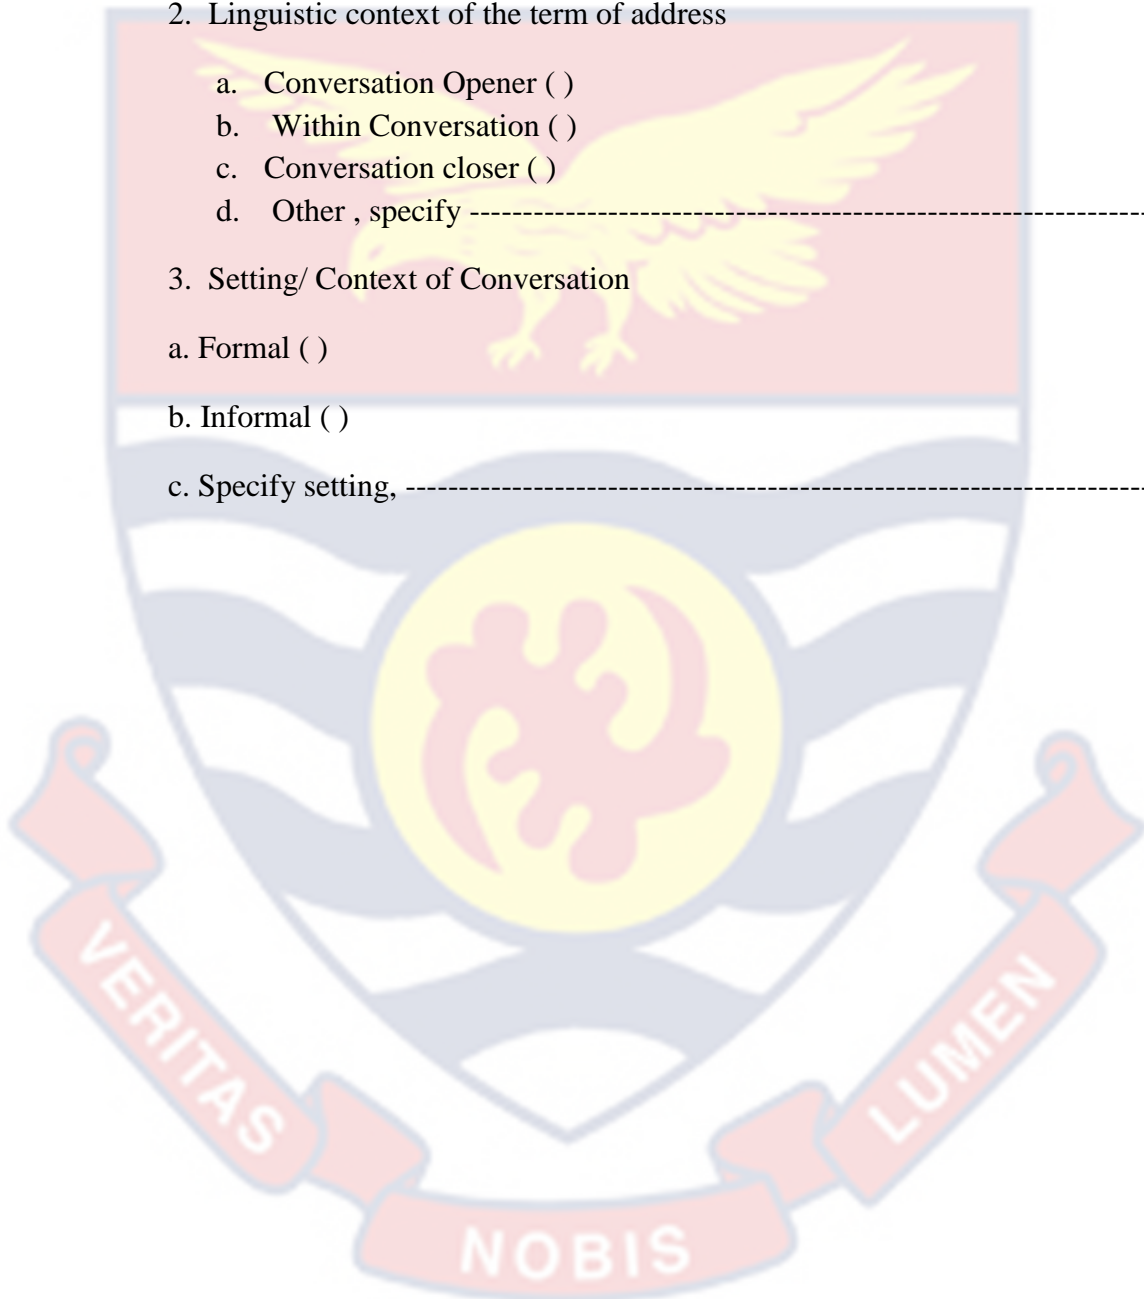 2. Linguistic context of the term of address
a. Conversation Opener ( )
b. Within Conversation ( )
c. Conversation closer ( )
d. Other , specify ----------------------------------------------------------------
3. Setting/ Context of Conversation
a. Formal ( )
b. Informal ( )
c. Specify setting, ----------------------------------------------------------------------
VERITAS
NOBIS
LUMEN